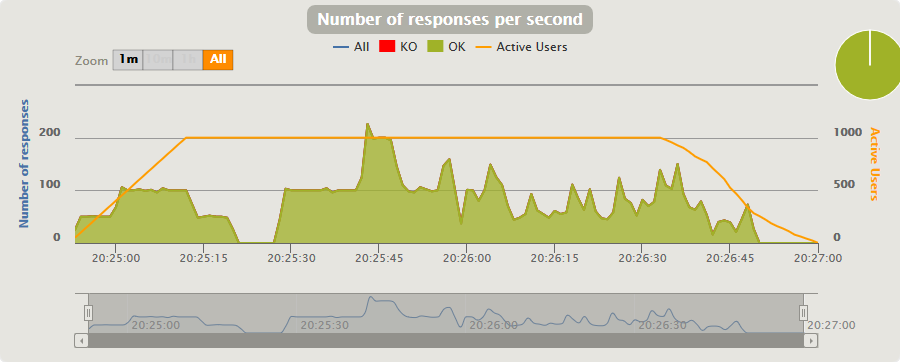 Number of responses per second
All KO OK Active Users
Zoom 1m All
Number of responses
200
100
0
1000
500
0
Active Users
20:25:00 20:25:15 20:25:30 20:25:45 20:26:00 20:26:15 20:26:30 20:26:45 20:27:00
20:25:00 20:25:30 20:26:00 20:26:30 20:27:00